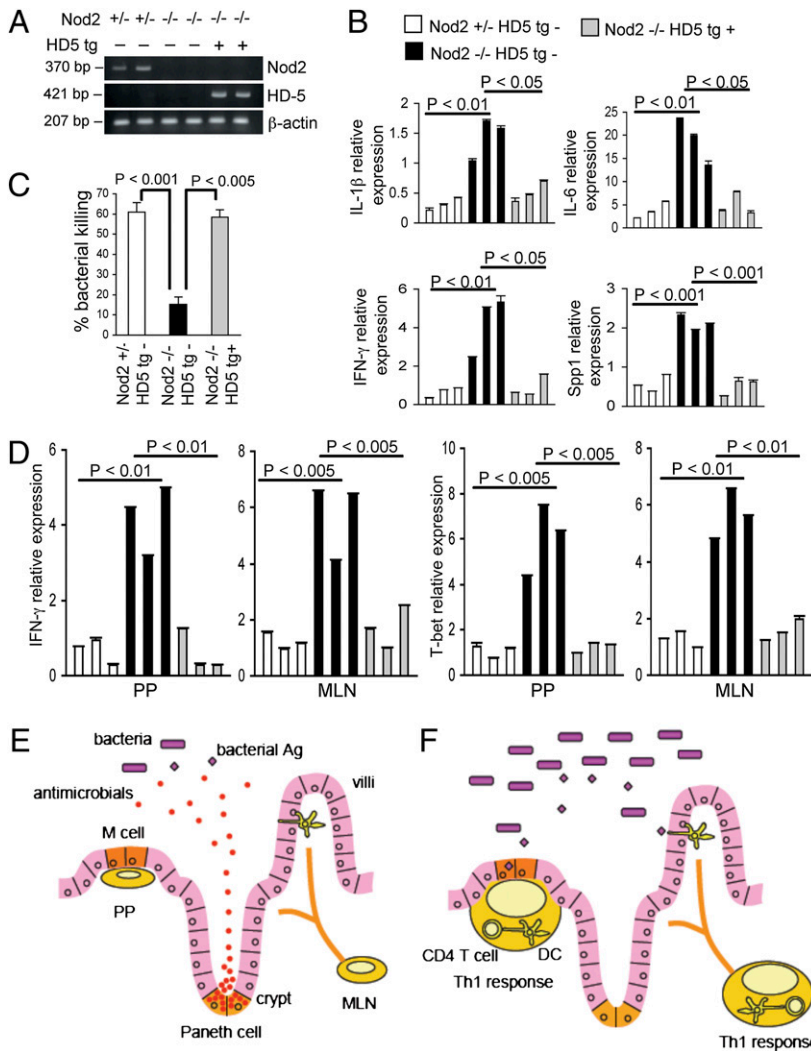 A
Nod2 +/- +/- -/- -/- -/- -/-
HD5 tg − − − − + +
370 bp Nod2
421 bp HD-5
207 bp β-actin
B
Nod2 +/- HD5 tg -
Nod2 -/- HD5 tg +
Nod2 -/- HD5 tg -
P < 0.05
P < 0.01
IL-1β relative
expression
2
1.5
1
0.5
0
P < 0.05
P < 0.01
IL-6 relative
expression
25
20
15
10
5
0
P < 0.05
P < 0.01
IFN-γ relative
expression
6
4
2
0
P < 0.001
P < 0.001
Spp1 relative
expression
3
2
1
0
C
P < 0.001 P < 0.005
% bacterial killing
70
60
50
40
30
20
10
0
Nod2 +/-
HD5 tg -
Nod2 -/-
HD5 tg -
Nod2 -/-
HD5 tg+
D
P < 0.01
P < 0.01
IFN-γ relative expression
6
4
2
0
PP
P < 0.005
P < 0.005
8
6
4
2
0
MLN
P < 0.005
P < 0.005
T-bet relative expression
10
8
6
4
2
0
PP
P < 0.01
P < 0.01
8
6
4
2
0
MLN
E
bacteria
bacterial Ag
antimicrobials
villi
M cell
PP
crypt
Paneth cell
MLN
F
CD4 T cell
DC
Th1 response
Th1 response